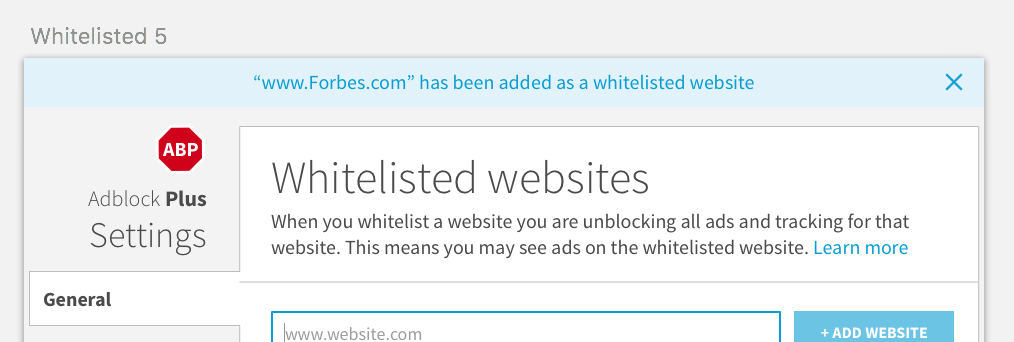 Whitelisted 5
“www.Forbes.com” has been added as a whitelisted website
ABP
Adblock Plus
Settings
General
Whitelisted websites
When you whitelist a website you are unblocking all ads and tracking for that
website. This means you may see ads on the whitelisted website. Learn more
www.website.com
+ ADD WEBSITE